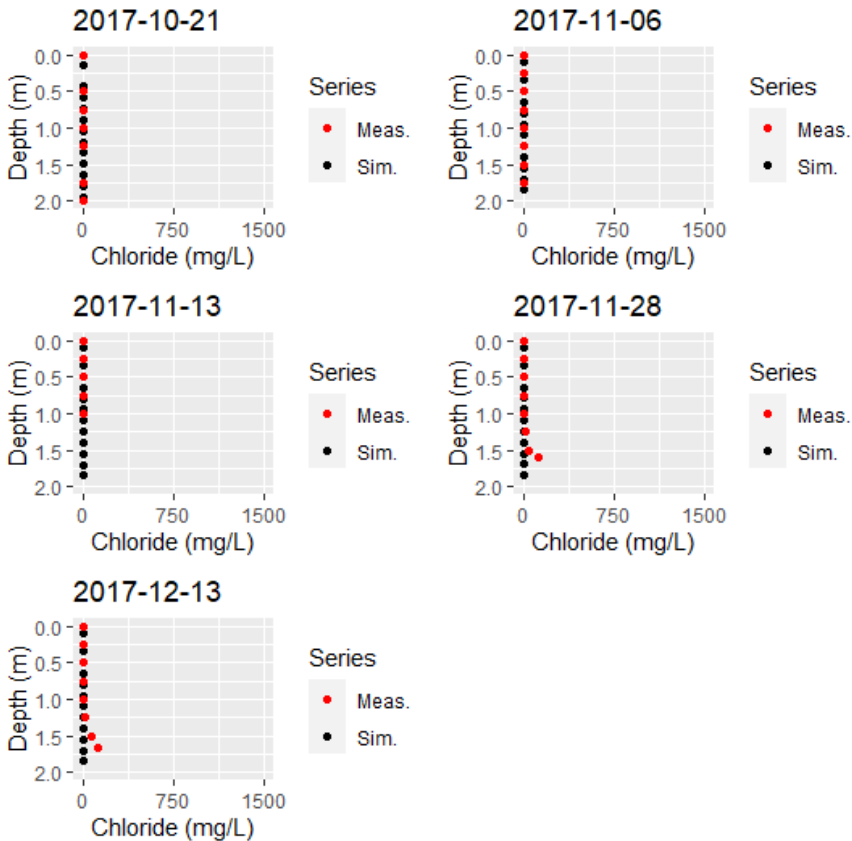 2017-10-21
0.0
0.5
1.0
1.5
2.0
Depth (m)
0 750 1500
Chloride (mg/L)
Series
Meas.
Sim.
2017-11-06
0.0
0.5
1.0
1.5
2.0
Depth (m)
0 750 1500
Chloride (mg/L)
Series
Meas.
Sim.
2017-11-13
0.0
0.5
1.0
1.5
2.0
Depth (m)
0 750 1500
Chloride (mg/L)
Series
Meas.
Sim.
2017-11-28
0.0
0.5
1.0
1.5
2.0
Depth (m)
0 750 1500
Chloride (mg/L)
Series
Meas.
Sim.
2017-12-13
0.0
0.5
1.0
1.5
2.0
Depth (m)
0 750 1500
Chloride (mg/L)
Series
Meas.
Sim.